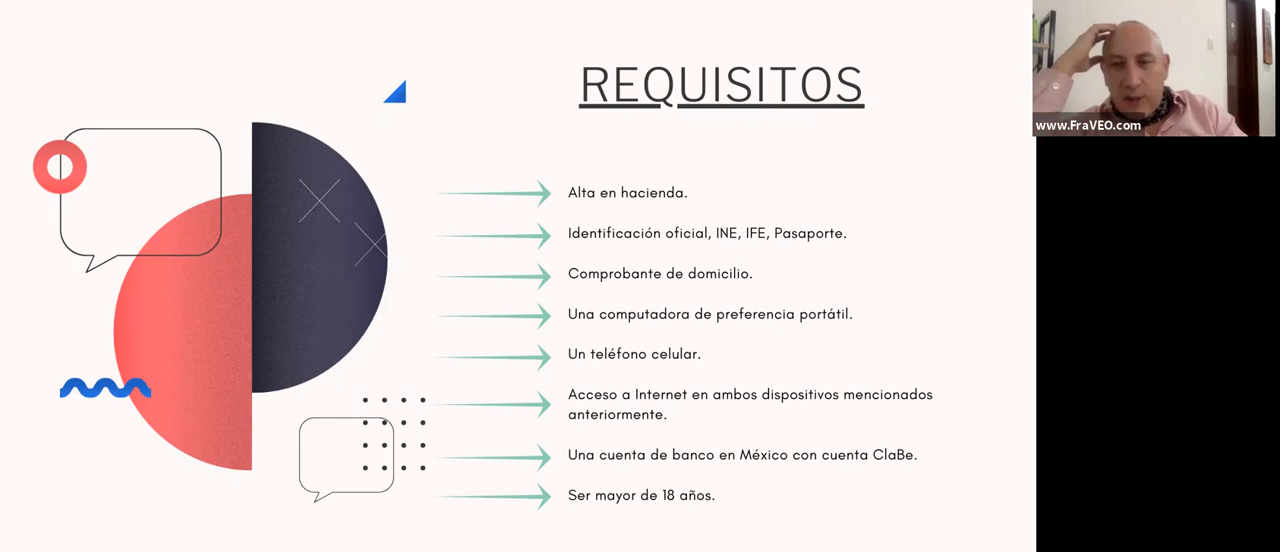 REQUISITOS
www.FraVEO.com
Alta en hacienda.
Identificación oficial, INE, IFE, Pasaporte.
Comprobante de domicilio.
Una computadora de preferencia portátil.
Un teléfono celular.
Acceso a Internet en ambos dispositivos mencionados
anteriormente.
Una cuenta de banco en México con cuenta ClaBe.
Ser mayor de 18 años.